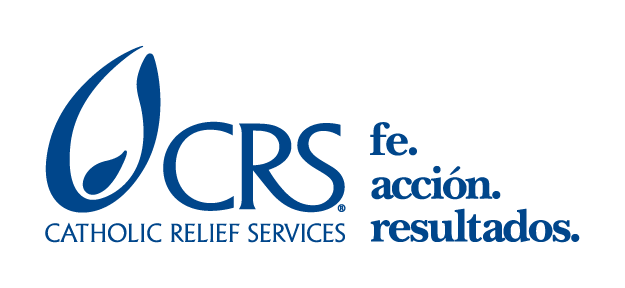 CRS®
CATHOLIC RELIEF SERVICES
fe.
acción.
resultados.